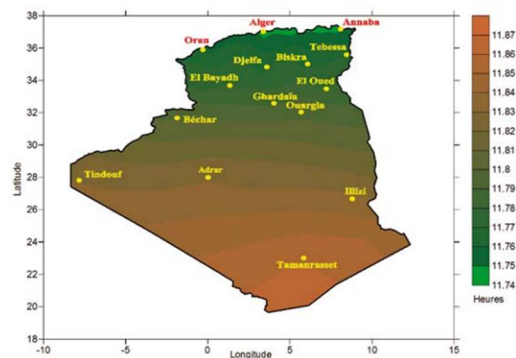 38
36
34
32
30
28
26
24
22
20
18
Latitude
-10
-5
0
5
10
15
Longitude
Alger
Annaba
Oran
Tebessa
Biskra
Djelfa
El Bayadh
El Oued
Ghardaïa
Ouargla
Béchar
Tindouf
Adrar
Illizi
Tamanrasset
11.87
11.86
11.85
11.84
11.83
11.82
11.81
11.8
11.79
11.78
11.77
11.76
11.75
11.74
Heures